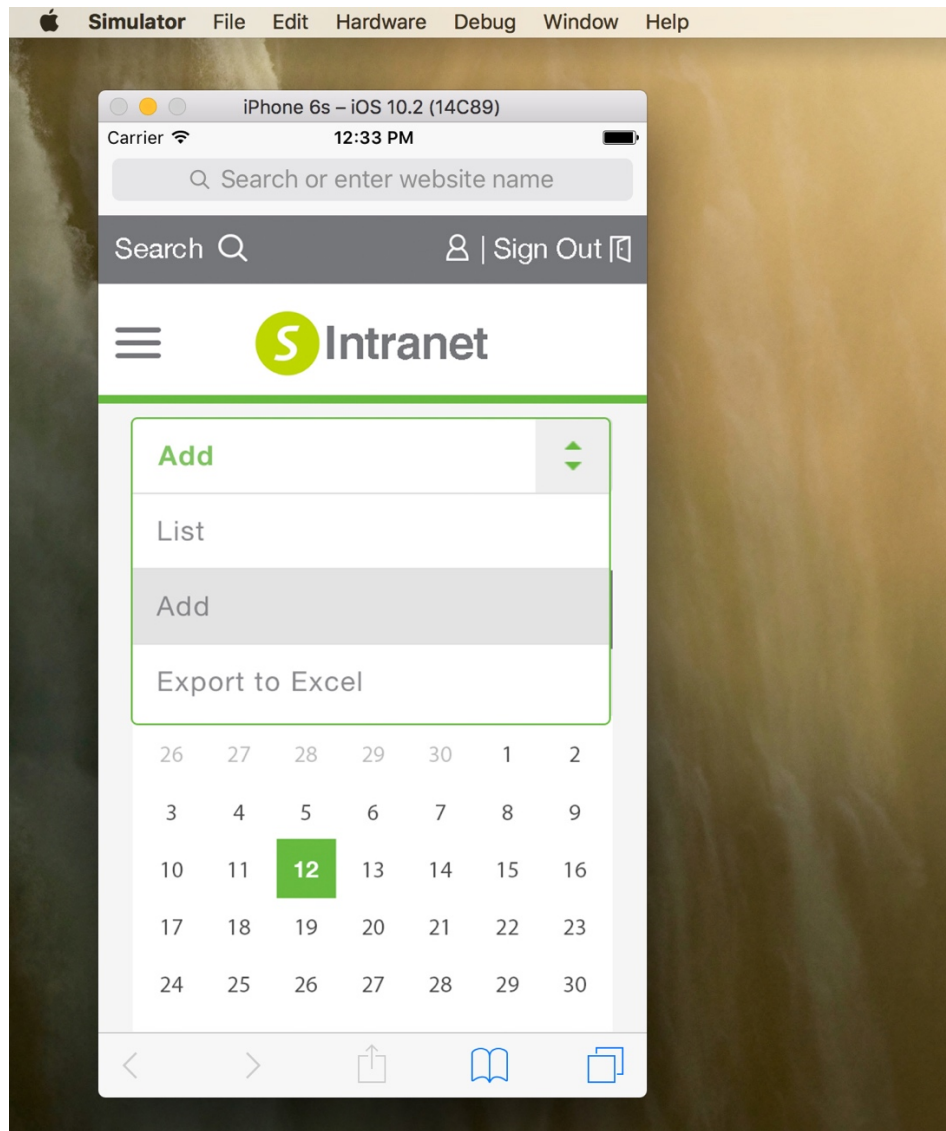 Simulator File Edit Hardware Debug Window Help
iPhone 6s – iOS 10.2 (14C89)
Carrier 12:33 PM
Search or enter website name
Search | Sign Out
S Intranet
Add
List
Add
Export to Excel
26 27 28 29 30 1 2
3 4 5 6 7 8 9
10 11 12 13 14 15 16
17 18 19 20 21 22 23
24 25 26 27 28 29 30